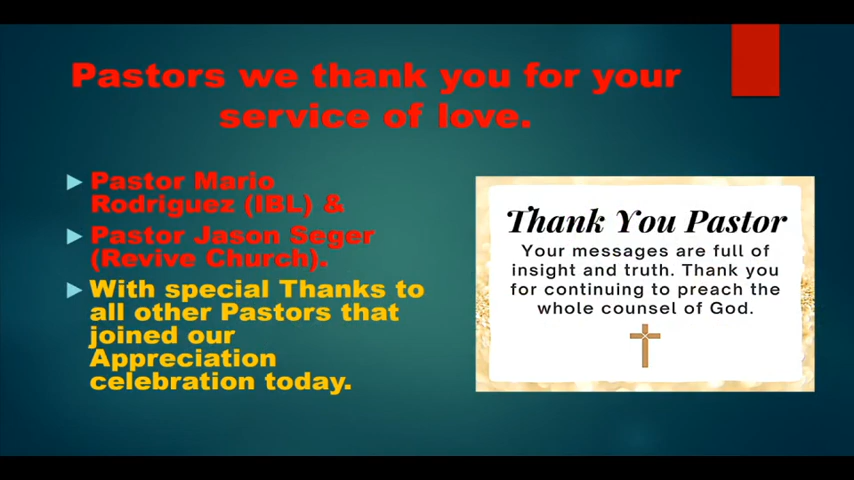 Pastors we thank you for your
service of love.
Pastor Mario
Rodriguez (IBL) &
Pastor Jason Seger
(Revive Church).
With special Thanks to
all other Pastors that
joined our
Appreciation
celebration today.
Thank You Pastor
Your messages are full of
insight and truth. Thank you
for continuing to preach the
whole counsel of God.